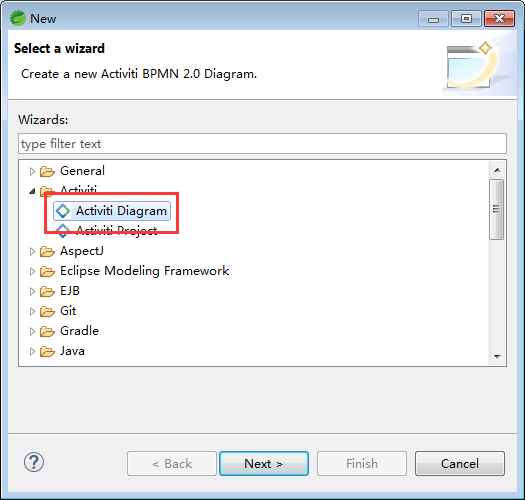 New
Select a wizard
Create a new Activiti BPMN 2.0 Diagram.
Wizards:
type filter text
General
Activiti
Activiti Diagram
Activiti Project
AspectJ
Eclipse Modeling Framework
EJB
Git
Gradle
Java
?
< Back
Next >
Finish
Cancel